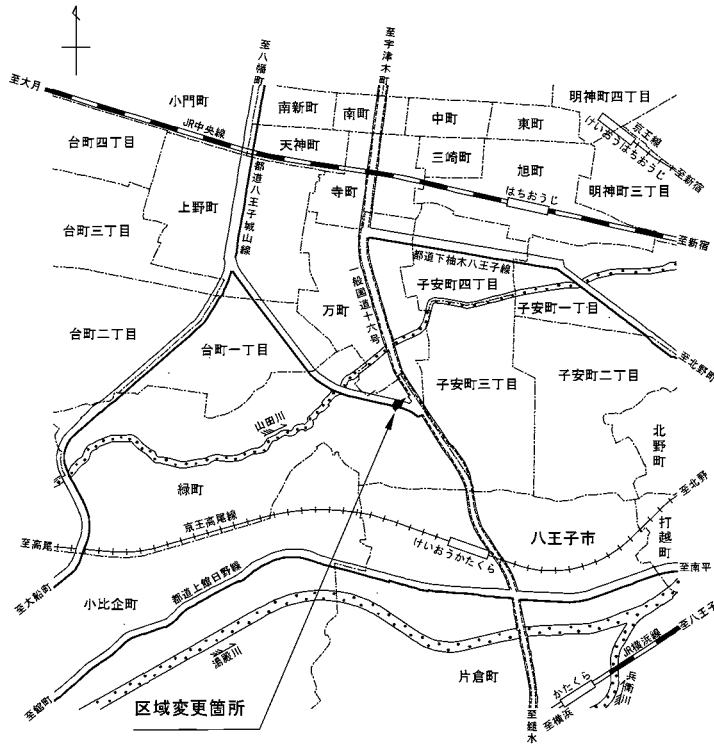 至八幡町
至宇津木町
至大月
小門町
南新町
南町
中町
東町
明神町四丁目
JR中央線
京王線
けいおうはちおうじ
至新宿
台町四丁目
天神町
三崎町
旭町
上野町
都道八王子城山線
寺町
はちおうじ
明神町三丁目
台町三丁目
至新宿
都道下柚木八王子線
一般国道十六号
子安町四丁目
万町
子安町一丁目
台町二丁目
台町一丁目
至北野町
子安町三丁目
子安町二丁目
山田川
北野町
緑町
至北野
京王高尾線
八王子市
打越町
至高尾
けいおうかたくら
至南平
至大船町
小比企町
都道上館日野線
湯殿川
片倉町
JR横浜線
至八王子
かたくら
兵衛川
至館町
区域変更箇所
至鑓水
至横浜